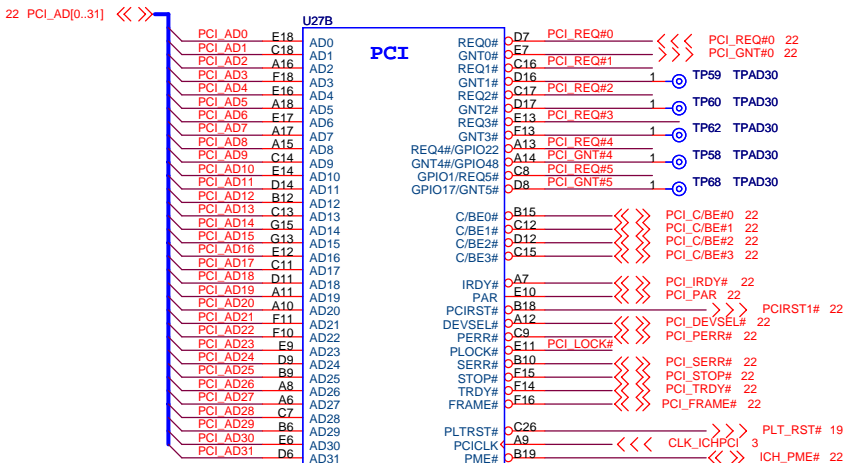 22 PCI_AD[0..31]
U27B
PCI
PCI_AD0 E18 AD0
PCI_AD1 C18 AD1
PCI_AD2 A16 AD2
PCI_AD3 F18 AD3
PCI_AD4 E16 AD4
PCI_AD5 A18 AD5
PCI_AD6 E17 AD6
PCI_AD7 A17 AD7
PCI_AD8 A15 AD8
PCI_AD9 C14 AD9
PCI_AD10 E14 AD10
PCI_AD11 D14 AD11
PCI_AD12 B12 AD12
PCI_AD13 C13 AD13
PCI_AD14 G15 AD14
PCI_AD15 G13 AD15
PCI_AD16 E12 AD16
PCI_AD17 C11 AD17
PCI_AD18 D11 AD18
PCI_AD19 A11 AD19
PCI_AD20 A10 AD20
PCI_AD21 F11 AD21
PCI_AD22 F10 AD22
PCI_AD23 E9 AD23
PCI_AD24 D9 AD24
PCI_AD25 B9 AD25
PCI_AD26 A8 AD26
PCI_AD27 A6 AD27
PCI_AD28 C7 AD28
PCI_AD29 B6 AD29
PCI_AD30 E6 AD30
PCI_AD31 D6 AD31
REQ0# D7 PCI_REQ#0 PCI_REQ#0 22
GNT0# E7 PCI_GNT#0 22
REQ1# C16 PCI_REQ#1
GNT1# D16 1 TP59 TPAD30
REQ2# C17 PCI_REQ#2
GNT2# D17 1 TP60 TPAD30
REQ3# E13 PCI_REQ#3
GNT3# F13 1 TP62 TPAD30
REQ4#/GPIO22 A13 PCI_REQ#4
GNT4#/GPIO48 A14 PCI_GNT#4 1 TP58 TPAD30
GPIO1/REQ5# C8 PCI_REQ#5
GPIO17/GNT5# D8 PCI_GNT#5 1 TP68 TPAD30
C/BE0# B15 PCI_C/BE#0 22
C/BE1# C12 PCI_C/BE#1 22
C/BE2# D12 PCI_C/BE#2 22
C/BE3# C15 PCI_C/BE#3 22
IRDY# A7 PCI_IRDY# 22
PAR E10 PCI_PAR 22
PCIRST# B18 PCIRST1# 22
DEVSEL# A12 PCI_DEVSEL# 22
PERR# C9 PCI_PERR# 22
PLOCK# E11 PCI_LOCK#
SERR# B10 PCI_SERR# 22
STOP# F15 PCI_STOP# 22
TRDY# F14 PCI_TRDY# 22
FRAME# F16 PCI_FRAME# 22
PLTRST# C26 PLT_RST# 19
PCICLK A9 CLK_ICHPCI 3
PME# B19 ICH_PME# 22